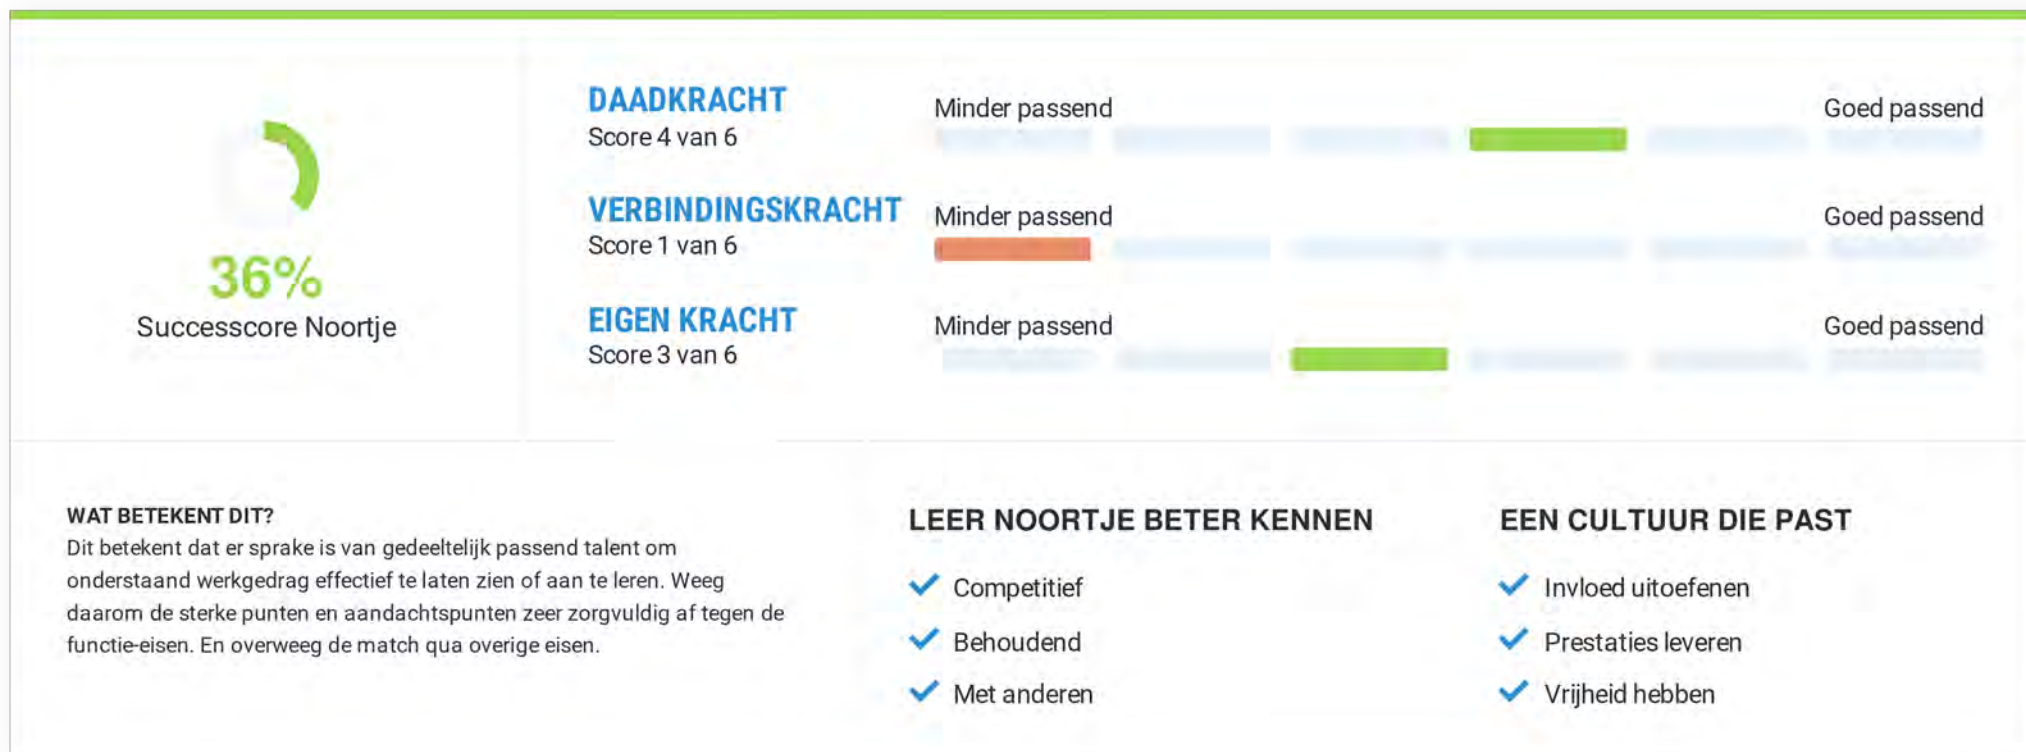 36%
Successcore Noortje
DAADKRACHT
Score 4 van 6
Minder passend
Goed passend
VERBINDINGSKRACHT
Score 1 van 6
Minder passend
Goed passend
EIGEN KRACHT
Score 3 van 6
Minder passend
Goed passend
WAT BETEKENT DIT?
Dit betekent dat er sprake is van gedeeltelijk passend talent om
onderstaand werkgedrag effectief te laten zien of aan te leren. Weeg
daarom de sterke punten en aandachtspunten zeer zorgvuldig af tegen de
functie-eisen. En overweeg de match qua overige eisen.
LEER NOORTJE BETER KENNEN
Competitief
Behoudend
Met anderen
EEN CULTUUR DIE PAST
Invloed uitoefenen
Prestaties leveren
Vrijheid hebben